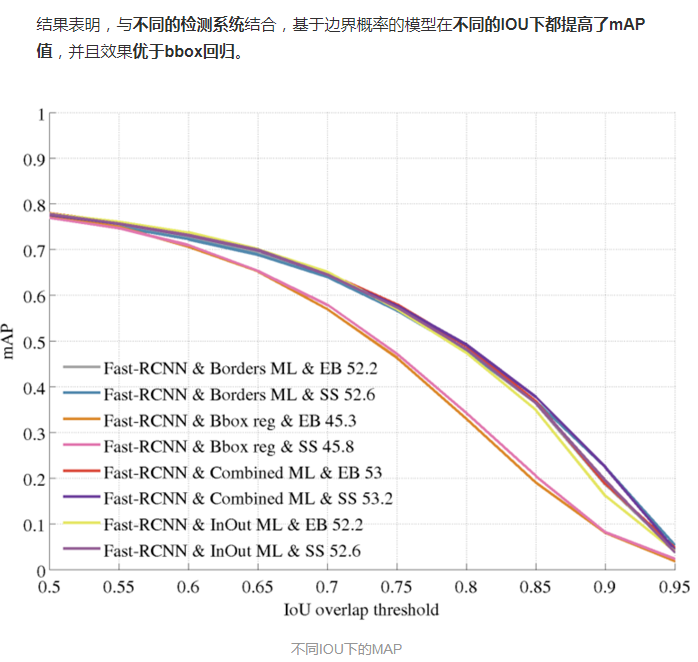 结果表明，与不同的检测系统结合，基于边界概率的模型在不同的IOU下都提高了mAP
值，并且效果优于bbox回归。
1
0.9
0.8
0.7
0.6
0.5
0.4
0.3
0.2
0.1
0
mAP
Fast-RCNN & Borders ML & EB 52.2
Fast-RCNN & Borders ML & SS 52.6
Fast-RCNN & Bbox reg & EB 45.3
Fast-RCNN & Bbox reg & SS 45.8
Fast-RCNN & Combined ML & EB 53
Fast-RCNN & Combined ML & SS 53.2
Fast-RCNN & InOut ML & EB 52.2
Fast-RCNN & InOut ML & SS 52.6
0.5 0.55 0.6 0.65 0.7 0.75 0.8 0.85 0.9 0.95
IoU overlap threshold
不同IOU下的MAP